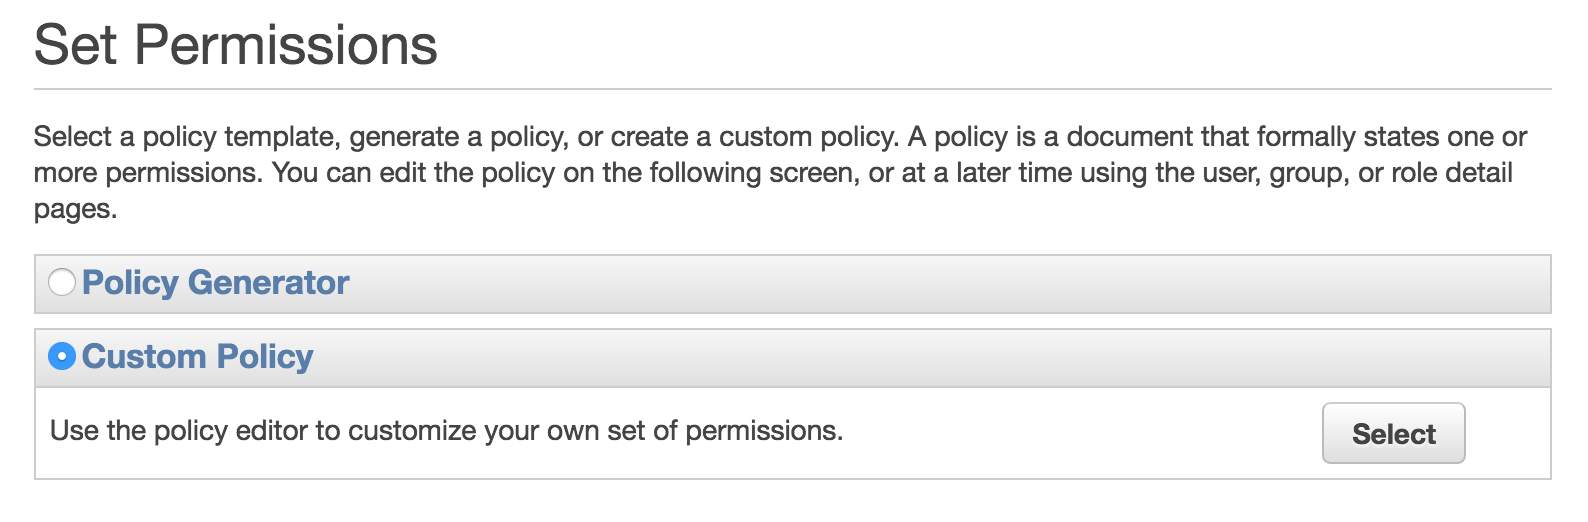 Set Permissions
Select a policy template, generate a policy, or create a custom policy. A policy is a document that formally states one or
more permissions. You can edit the policy on the following screen, or at a later time using the user, group, or role detail
pages.
Policy Generator
Custom Policy
Use the policy editor to customize your own set of permissions.
Select